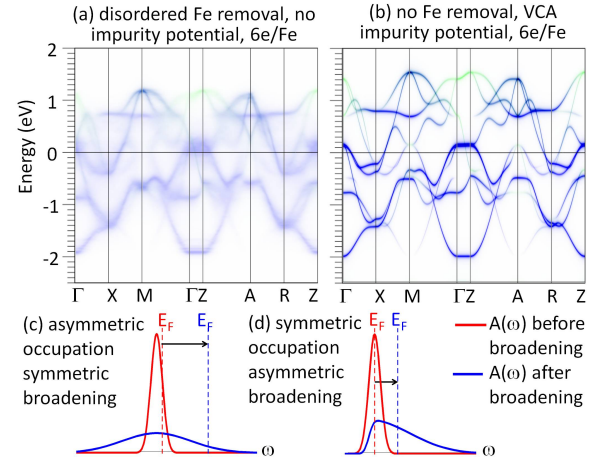 (a) disordered Fe removal, no
impurity potential, 6e/Fe
(b) no Fe removal, VCA
impurity potential, 6e/Fe
Energy (eV)
2
1
0
-1
-2
Γ X M ΓZ A R Z
Γ X M ΓZ A R Z
(c) asymmetric
occupation
symmetric
broadening
E_F E_F
ω
(d) symmetric
occupation
asymmetric
broadening
E_F E_F
ω
A(ω) before
broadening
A(ω) after
broadening